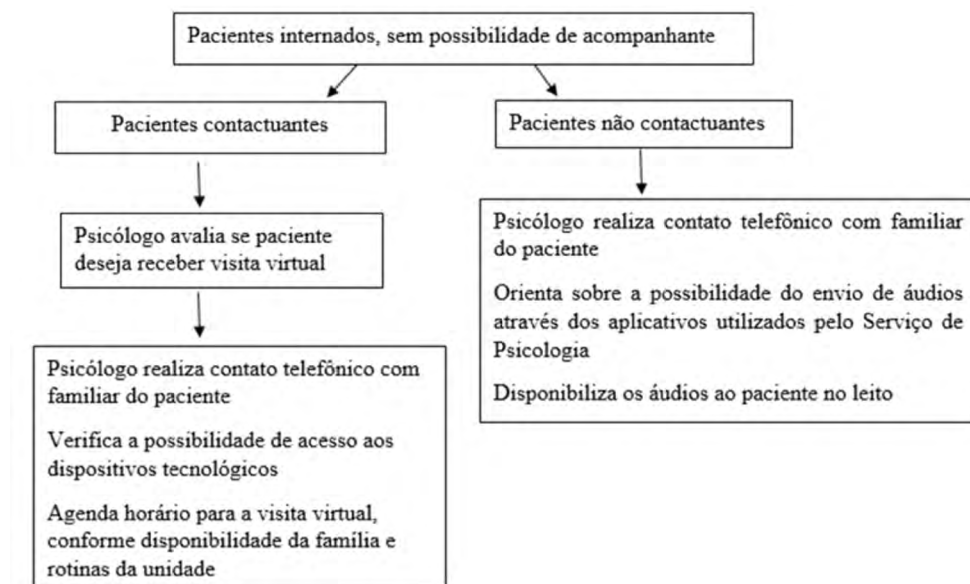 Pacientes internados, sem possibilidade de acompanhante
Pacientes contactuantes
Pacientes não contactuantes
Psicólogo avalia se paciente
deseja receber visita virtual
Psicólogo realiza contato telefônico com
familiar do paciente
Verifica a possibilidade de acesso aos
dispositivos tecnológicos
Agenda horário para a visita virtual,
conforme disponibilidade da família e
rotinas da unidade
Psicólogo realiza contato telefônico com familiar
do paciente
Orienta sobre a possibilidade do envio de áudios
através dos aplicativos utilizados pelo Serviço de
Psicologia
Disponibiliza os áudios ao paciente no leito